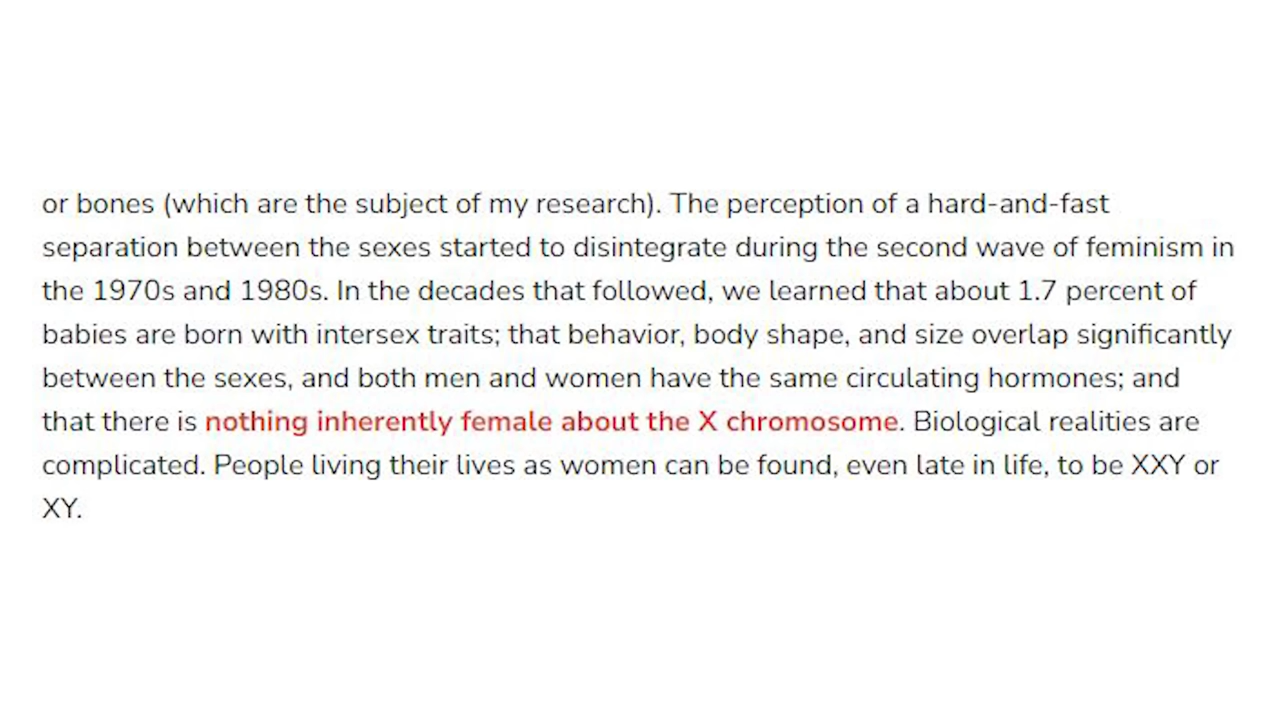 or bones (which are the subject of my research). The perception of a hard-and-fast
separation between the sexes started to disintegrate during the second wave of feminism in
the 1970s and 1980s. In the decades that followed, we learned that about 1.7 percent of
babies are born with intersex traits; that behavior, body shape, and size overlap significantly
between the sexes, and both men and women have the same circulating hormones; and
that there is nothing inherently female about the X chromosome. Biological realities are
complicated. People living their lives as women can be found, even late in life, to be XXY or
XY.